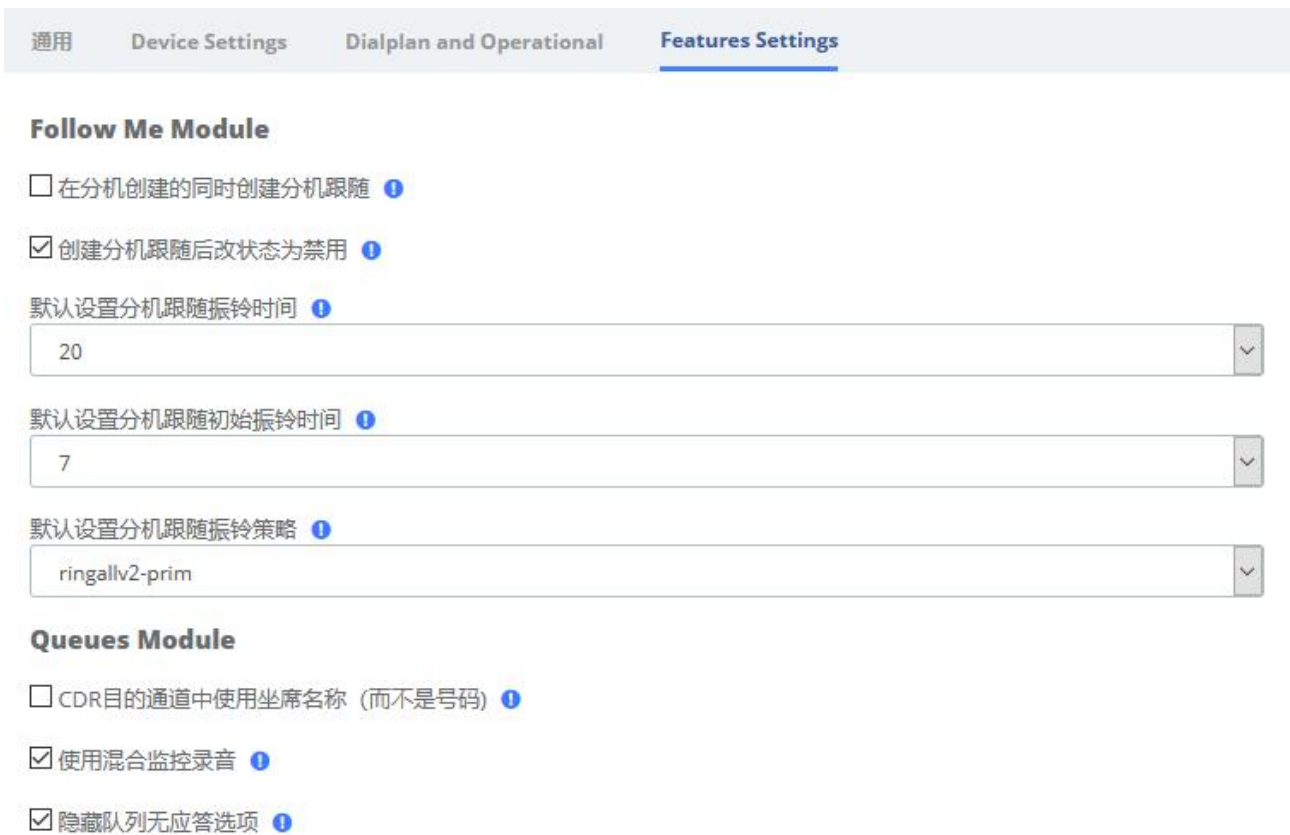 通用 Device Settings Dialplan and Operational Features Settings
Follow Me Module
在分机创建的同时创建分机跟随
创建分机跟随后改状态为禁用
默认设置分机跟随振铃时间
20
默认设置分机跟随初始振铃时间
7
默认设置分机跟随振铃策略
ringallv2-prim
Queues Module
CDR目的通道中使用坐席名称（而不是号码)
使用混合监控录音
隐藏队列无应答选项